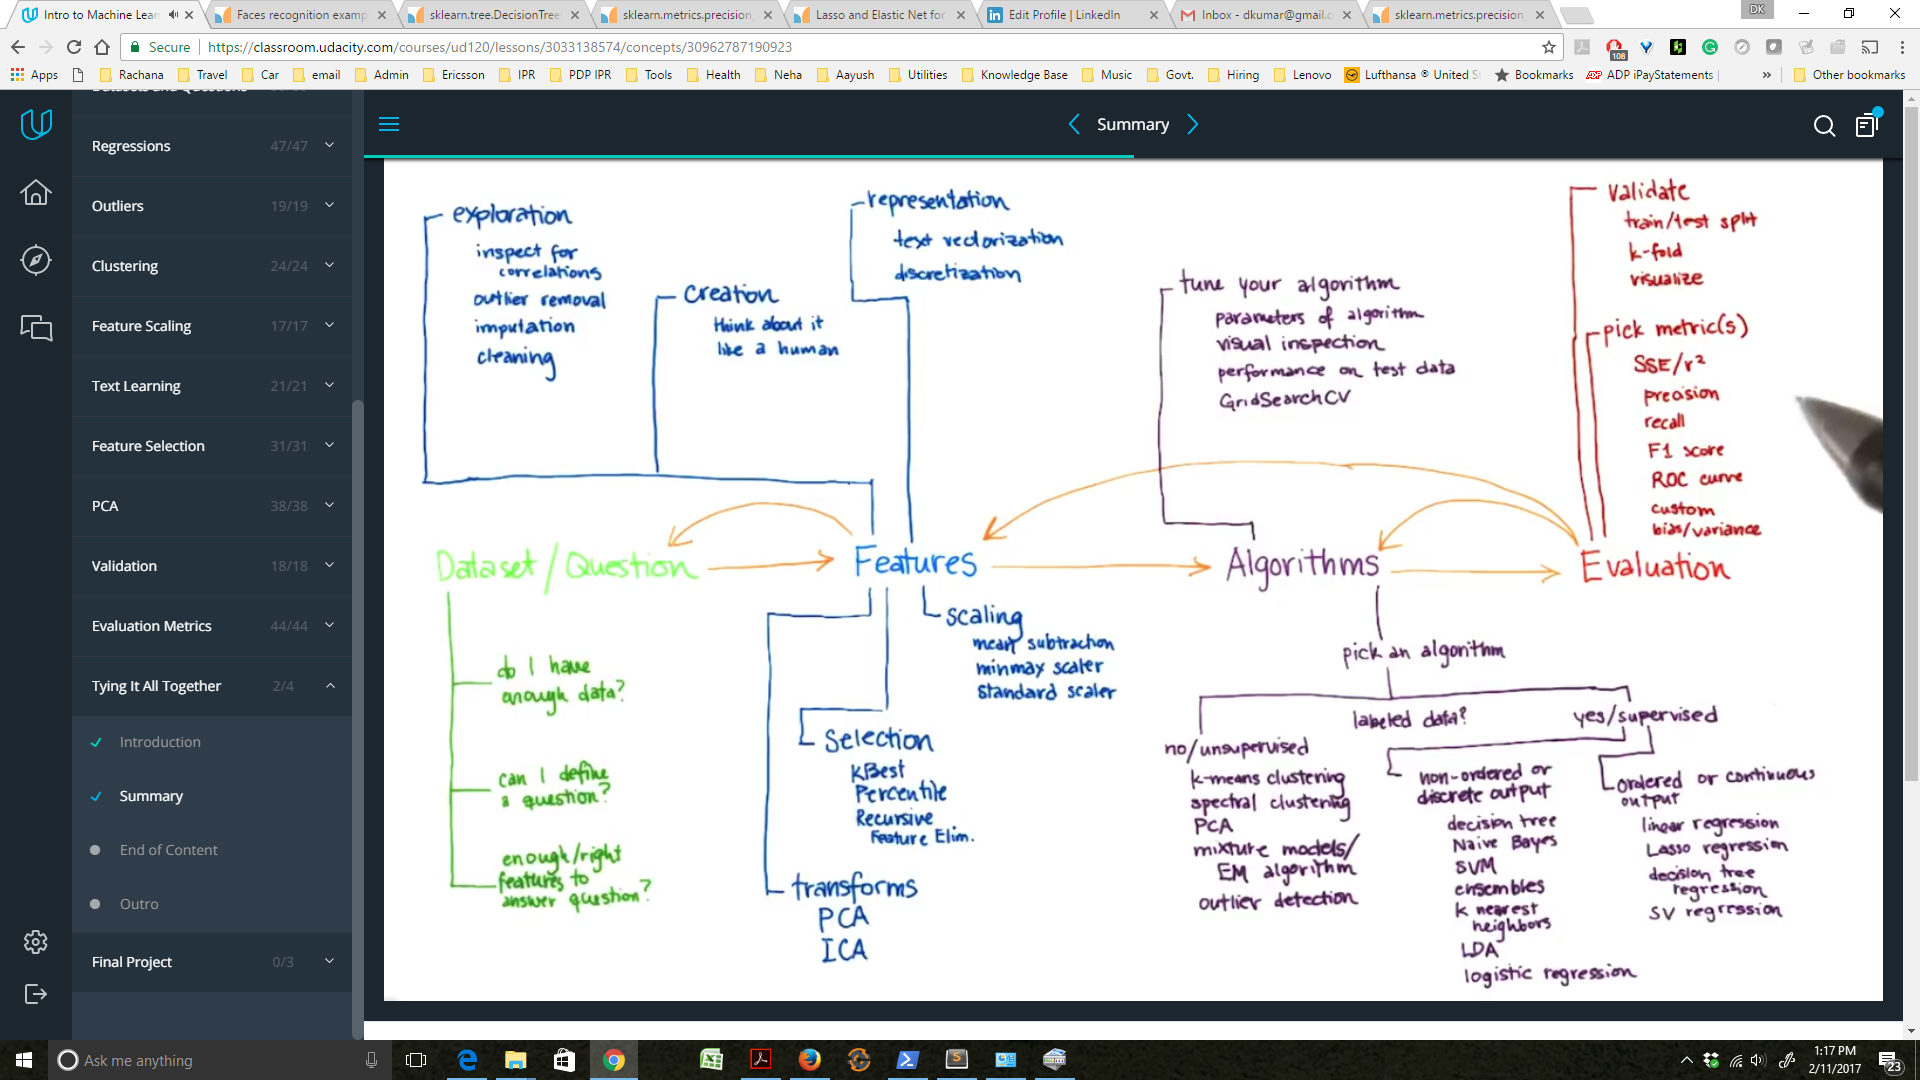 Intro to Machine Lear
Faces recognition examp
sklearn.tree.DecisionTree
sklearn.metrics.precision_
Lasso and Elastic Net for
Edit Profile | LinkedIn
Inbox - dkumar@gmail.c
sklearn.metrics.precision_
DK
Secure
https://classroom.udacity.com/courses/ud120/lessons/3033138574/concepts/30962787190923
108
Apps
Rachana
Travel
Car
email
Admin
Ericsson
IPR
PDP IPR
Tools
Health
Neha
Aayush
Utilities
Knowledge Base
Music
Govt.
Hiring
Lenovo
Lufthansa ® United St
Bookmarks
ADP iPayStatements
»
Other bookmarks
Datasets and Questions
Regressions 47/47
Outliers 19/19
Clustering 24/24
Feature Scaling 17/17
Text Learning 21/21
Feature Selection 31/31
PCA 38/38
Validation 18/18
Evaluation Metrics 44/44
Tying It All Together 2/4
Introduction
Summary
End of Content
Outro
Final Project 0/3
Summary
exploration
inspect for
correlations
outlier removal
imputation
cleaning
creation
think about it
like a human
representation
text vectorization
discretization
tune your algorithm
parameters of algorithm
visual inspection
performance on test data
GridSearchCV
validate
train/test split
k-fold
visualize
pick metric(s)
SSE/r²
precision
recall
F1 score
ROC curve
custom
bias/variance
Dataset/Question
Features
Algorithms
Evaluation
do I have
enough data?
can I define
a question?
enough/right
features to
answer question?
scaling
mean subtraction
minmax scaler
standard scaler
selection
KBest
Percentile
Recursive
Feature Elim.
transforms
PCA
ICA
pick an algorithm
labeled data?
no/unsupervised
k-means clustering
spectral clustering
PCA
mixture models/
EM algorithm
outlier detection
yes/supervised
non-ordered or
discrete output
decision tree
Naive Bayes
SVM
ensembles
k nearest
neighbors
LDA
logistic regression
ordered or continuous
output
linear regression
Lasso regression
decision tree
regression
SV regression
Ask me anything
1:17 PM
2/11/2017
23